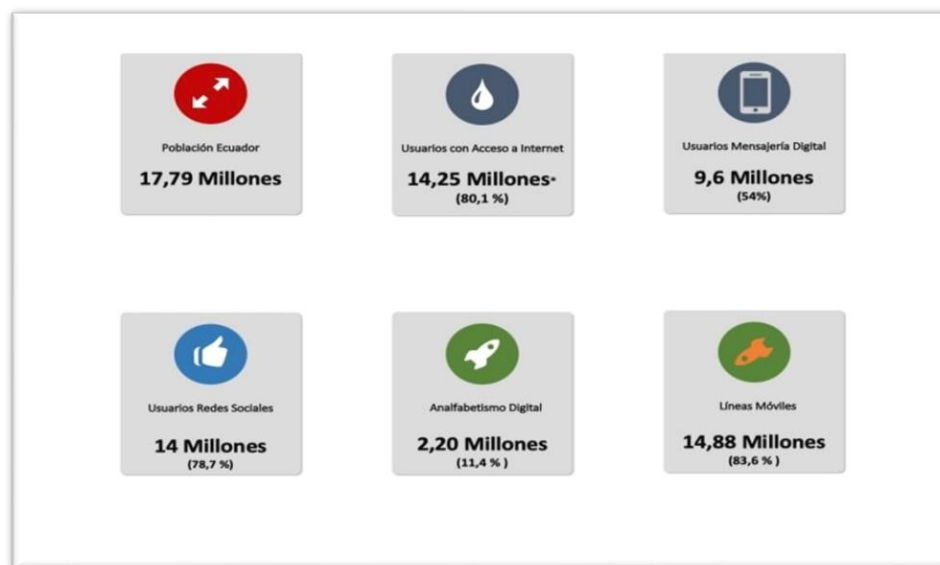 Población Ecuador
17,79 Millones
Usuarios con Acceso a Internet
14,25 Millones*
(80,1 %)
Usuarios Mensajería Digital
9,6 Millones
(54%)
Usuarios Redes Sociales
14 Millones
(78,7 %)
Analfabetismo Digital
2,20 Millones
(11,4 % )
Líneas Móviles
14,88 Millones
(83,6 % )